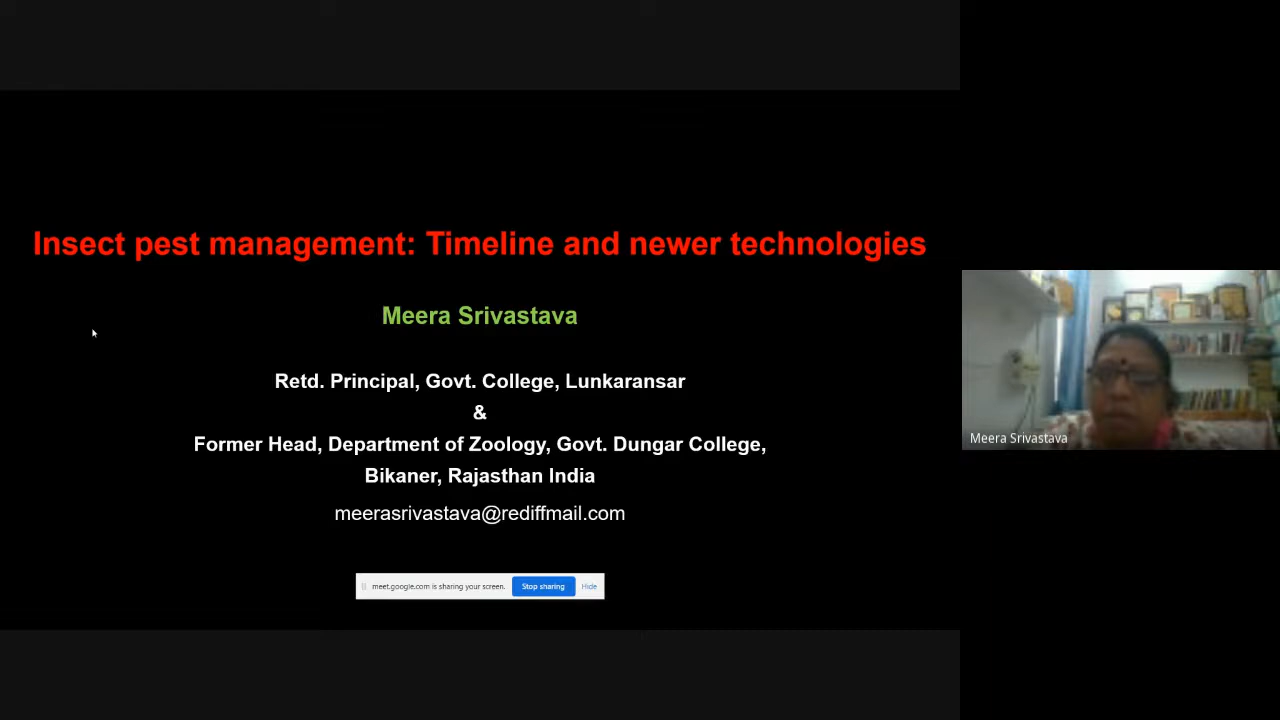 Insect pest management: Timeline and newer technologies
Meera Srivastava
Retd. Principal, Govt. College, Lunkaransar
&
Former Head, Department of Zoology, Govt. Dungar College,
Bikaner, Rajasthan India
meerasrivastava@rediffmail.com
meet.google.com is sharing your screen. Stop sharing Hide
Meera Srivastava